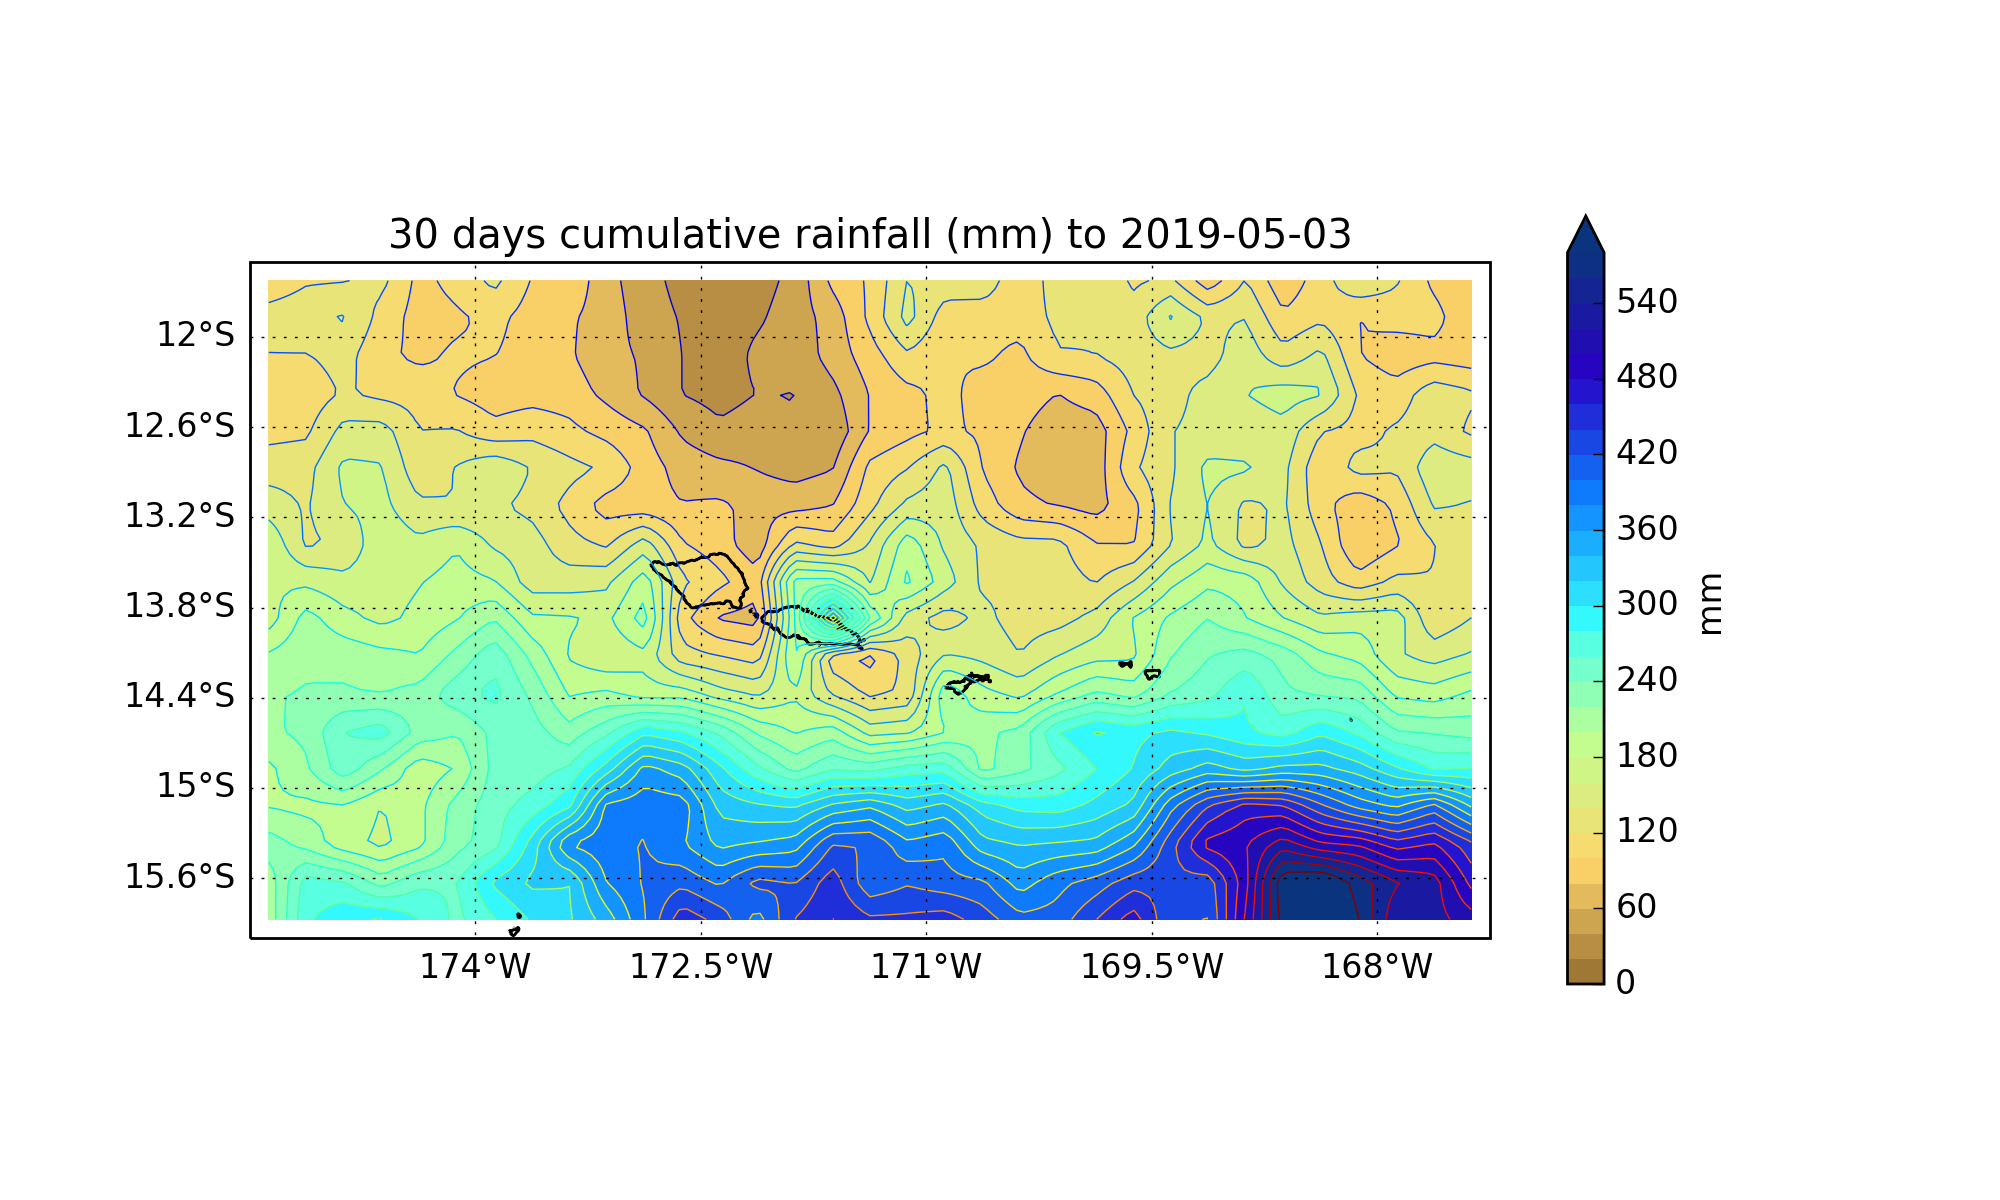 30 days cumulative rainfall (mm) to 2019-05-03
12°S
12.6°S
13.2°S
13.8°S
14.4°S
15°S
15.6°S
174°W
172.5°W
171°W
169.5°W
168°W
540
480
420
360
300
240
180
120
60
0
mm